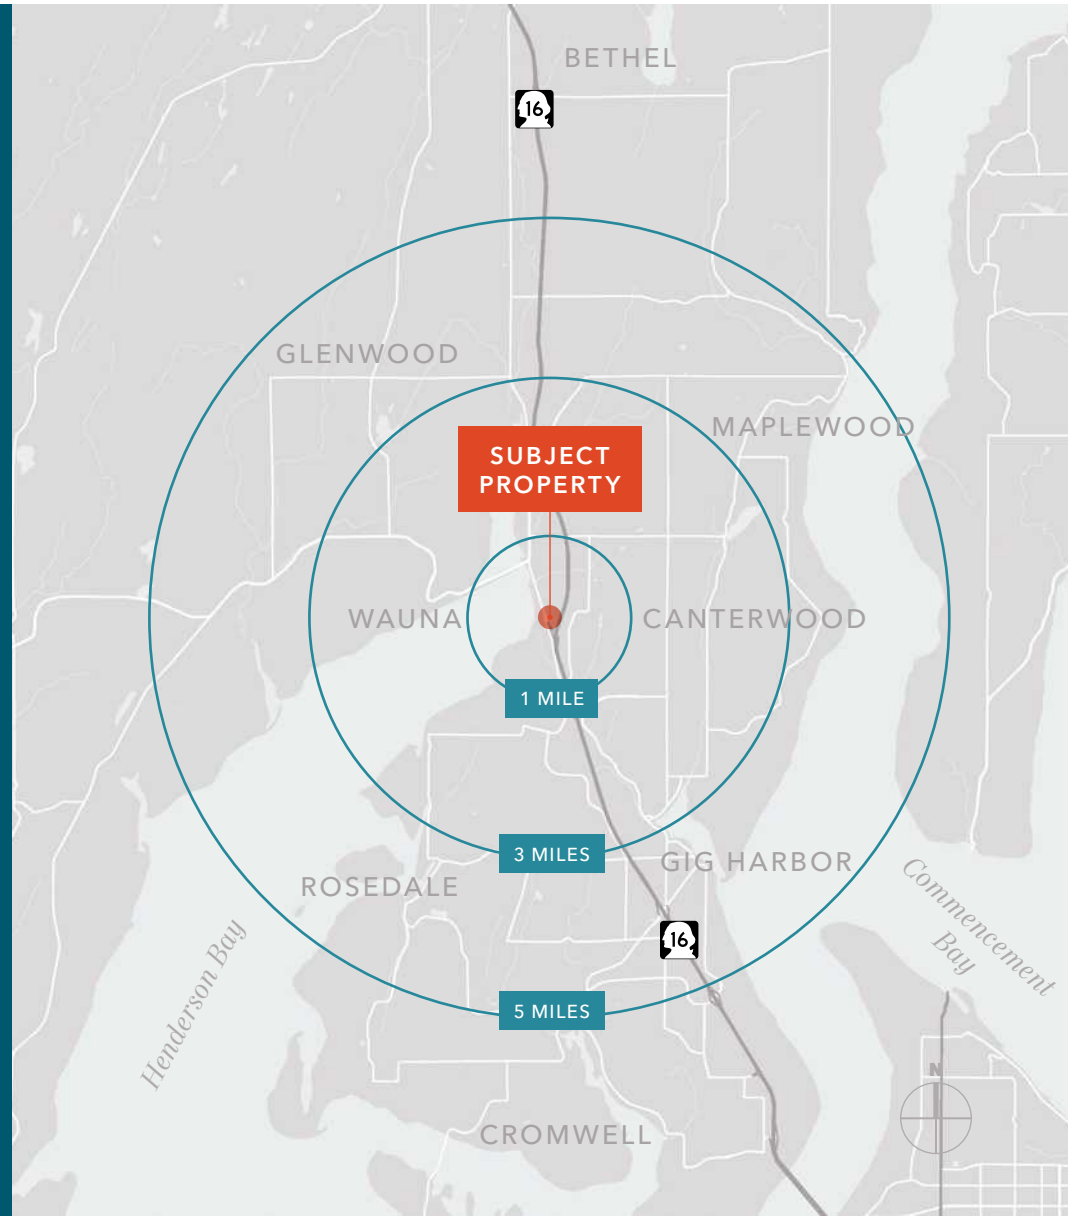 BETHEL
16
GLENWOOD
MAPLEWOOD
SUBJECT
PROPERTY
WAUNA
CANTERWOOD
1 MILE
3 MILES
GIG HARBOR
ROSEDALE
Commencement
Bay
16
Henderson Bay
5 MILES
N
CROMWELL